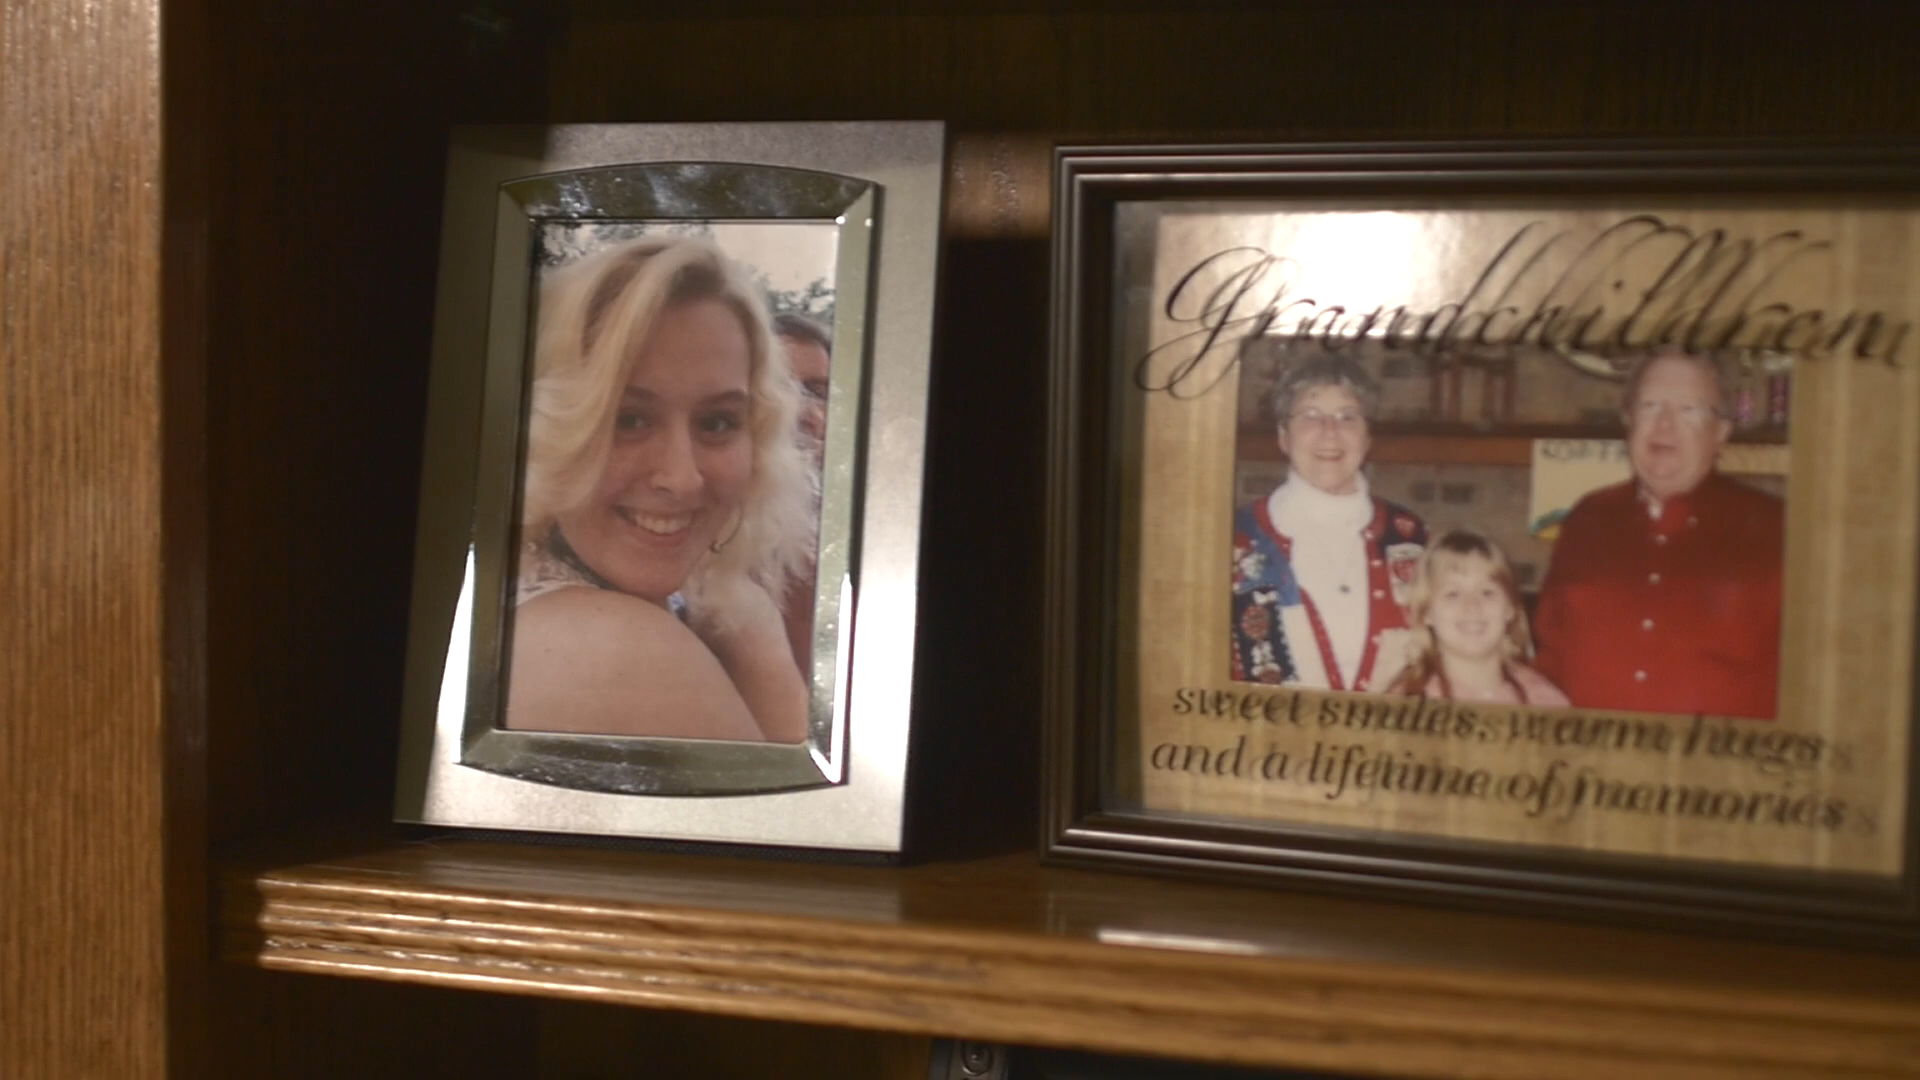 Grandchildren
sweet smiles, warm hugs
and a lifetime of memories